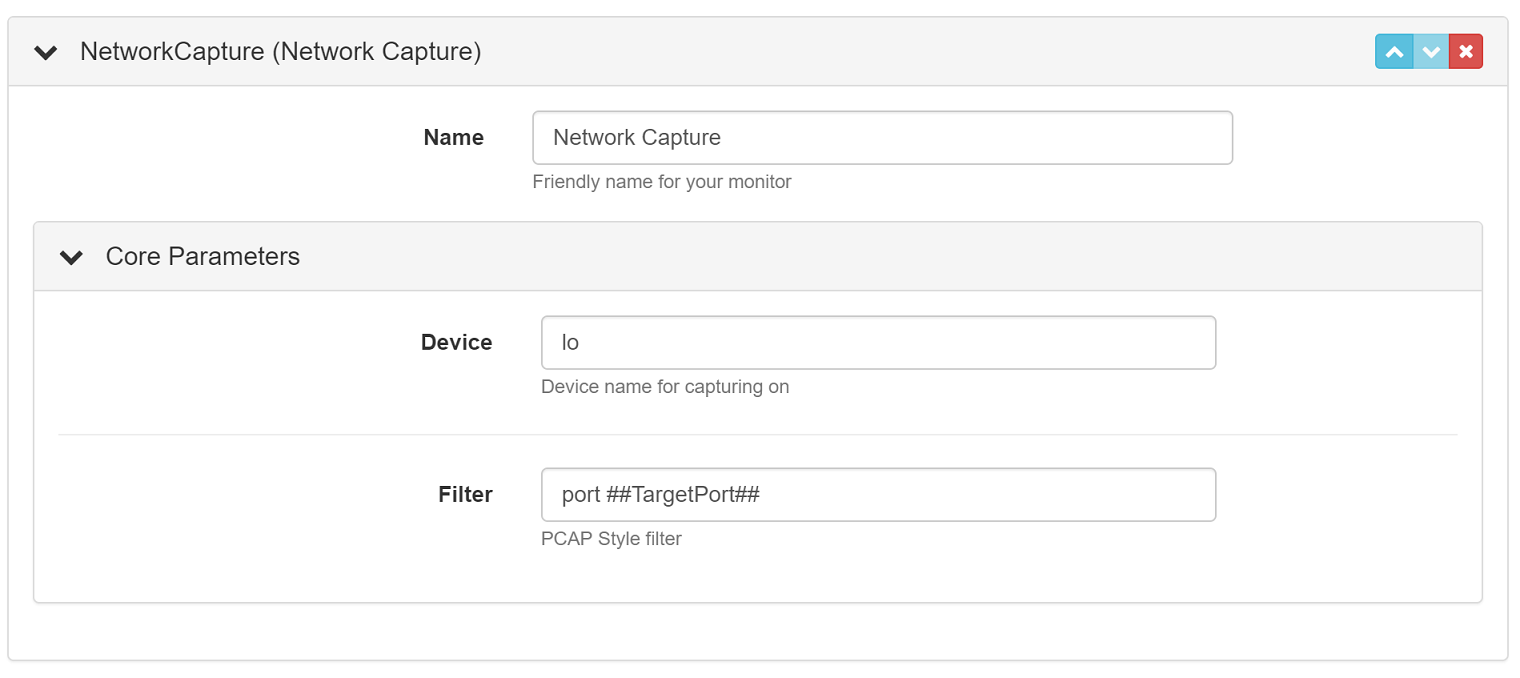 NetworkCapture (Network Capture)
Name
Network Capture
Friendly name for your monitor
Core Parameters
Device
lo
Device name for capturing on
Filter
port ##TargetPort##
PCAP Style filter